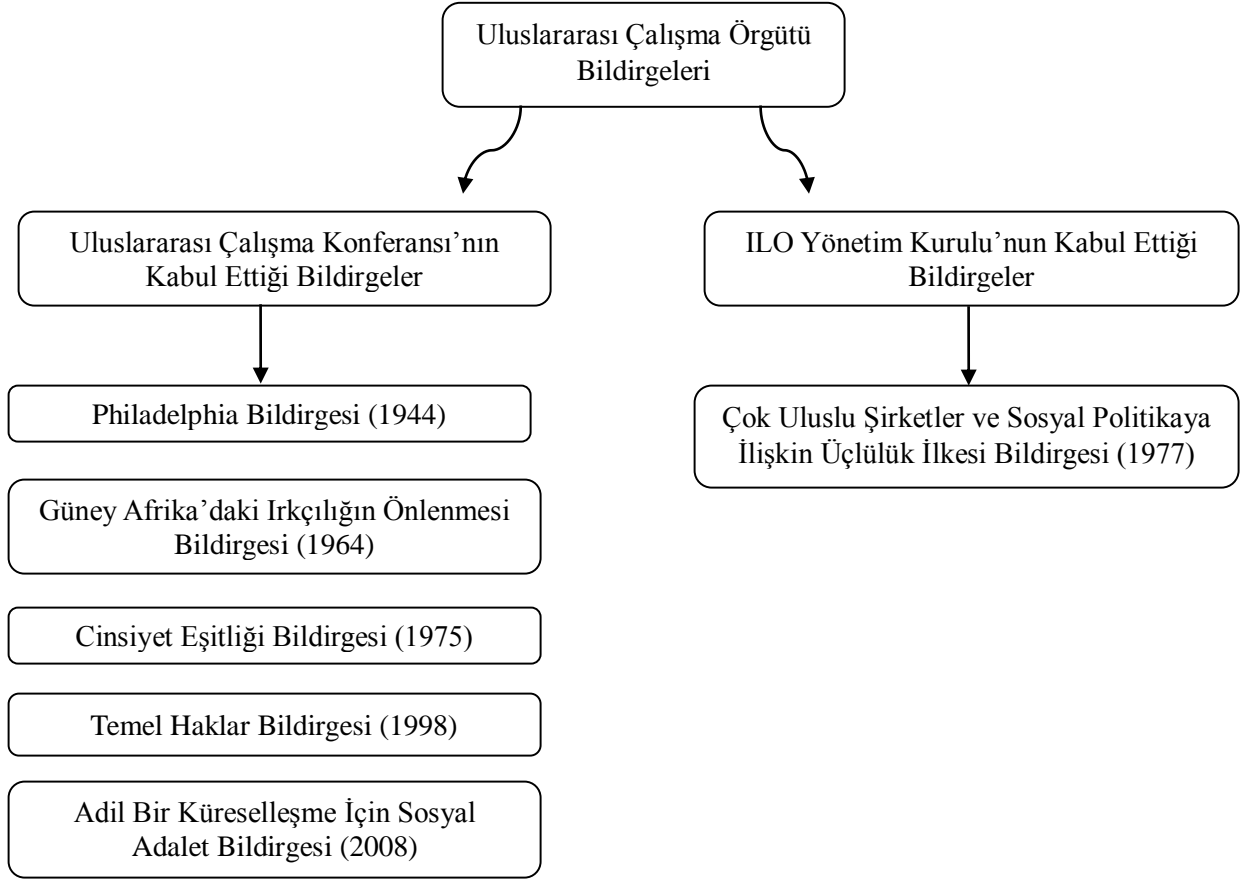 Uluslararası Çalışma Örgütü
Bildirgeleri
Uluslararası Çalışma Konferansı’nın
Kabul Ettiği Bildirgeler
ILO Yönetim Kurulu’nun Kabul Ettiği
Bildirgeler
Philadelphia Bildirgesi (1944)
Çok Uluslu Şirketler ve Sosyal Politikaya
İlişkin Üçlülük İlkesi Bildirgesi (1977)
Güney Afrika’daki Irkçılığın Önlenmesi
Bildirgesi (1964)
Cinsiyet Eşitliği Bildirgesi (1975)
Temel Haklar Bildirgesi (1998)
Adil Bir Küreselleşme İçin Sosyal
Adalet Bildirgesi (2008)